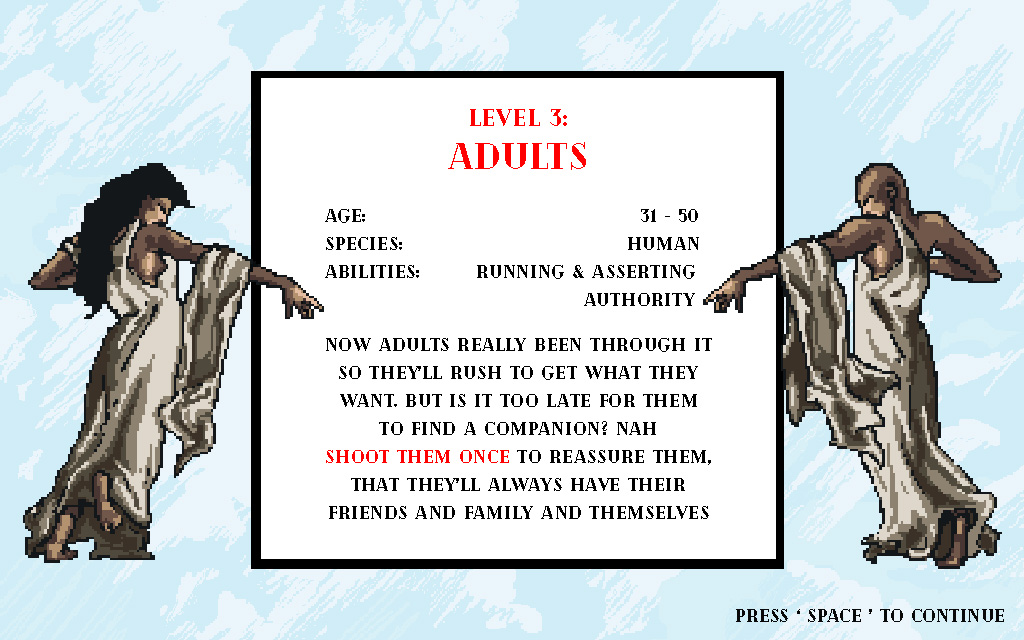 LEVEL 3:
ADULTS
AGE: 31 - 50
SPECIES: HUMAN
ABILITIES: RUNNING & ASSERTING
AUTHORITY
NOW ADULTS REALLY BEEN THROUGH IT
SO THEY'LL RUSH TO GET WHAT THEY
WANT. BUT IS IT TOO LATE FOR THEM
TO FIND A COMPANION? NAH
SHOOT THEM ONCE TO REASSURE THEM,
THAT THEY'LL ALWAYS HAVE THEIR
FRIENDS AND FAMILY AND THEMSELVES
PRESS ' SPACE ' TO CONTINUE